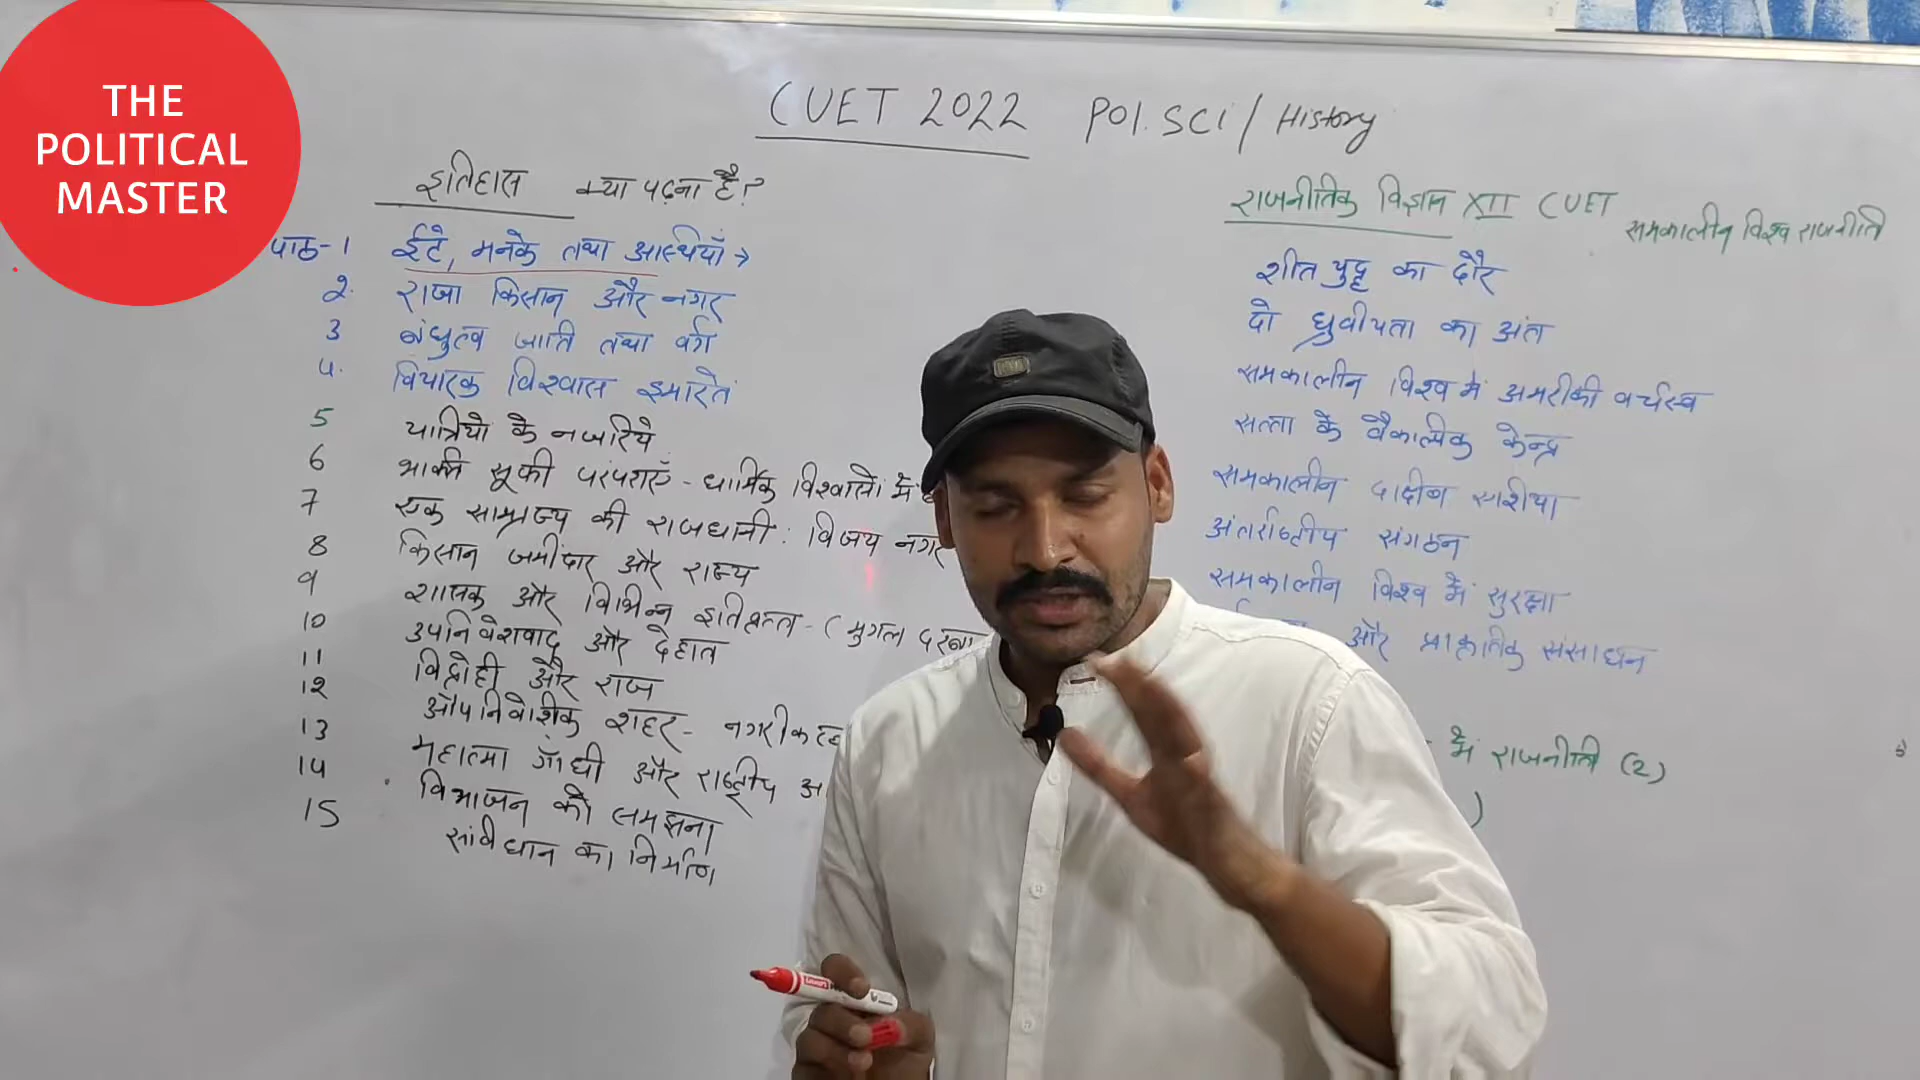 THE
POLITICAL
MASTER
CUET 2022 Pol.SCi / History
इतिहास क्या पढ़ना है?
पाठ-1 ईटे, मनके तथा अस्थियाँ →
2. राजा किसान और नगर
3 बंधुत्व जाति तथा वर्ग
4. विचारक विश्वास इमारते
5 यात्रियो के नजरिये
6 भक्ति सूफी परंपराएँ - धार्मिक विश्वासो में
7 एक साम्राज्य की राजधानी : विजय नगर
8 किसान जमींदार और राज्य
9 शासक और विभिन्न इतिवृत्त - (मुगल दरबा
10 उपनिवेशवाद और देहात
11 विद्रोही और राज
12 औपनिवेशिक शहर - नगरीक
13 महात्मा गाँधी और राष्ट्रीय आ
14 विभाजन को समझना
15 संविधान का निर्माण
राजनीतिक विज्ञान XII CUET
समकालीन विश्व राजनीति
शीत युद्ध का दौर
दो ध्रुवीयता का अंत
समकालीन विश्व में अमरीकी वर्चस्व
सत्ता के वैकल्पिक केन्द्र
समकालीन दक्षिण एशिया
अंतर्राष्ट्रीय संगठन
समकालीन विश्व में सुरक्षा
और प्राकृतिक संसाधन
में राजनीति (2)